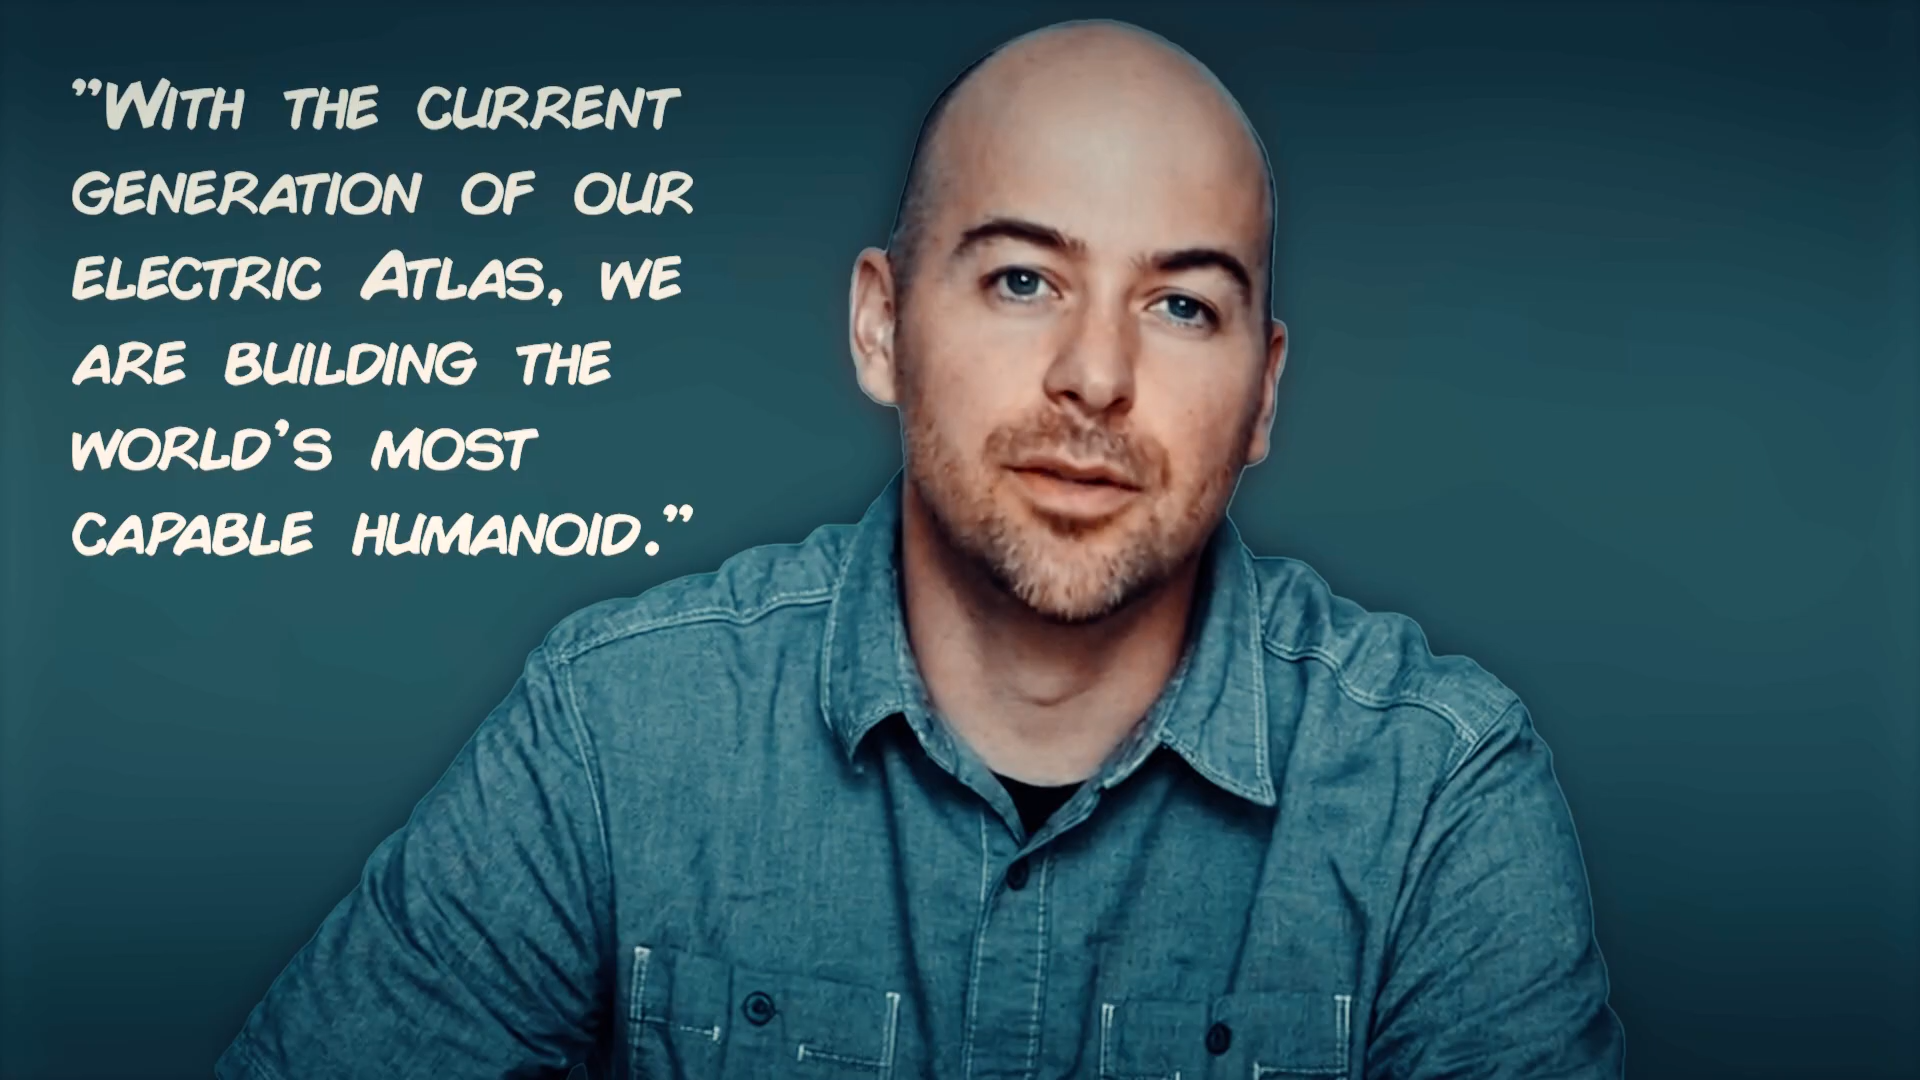 ”With the current
generation of our
electric Atlas, we
are building the
world’s most
capable humanoid.”